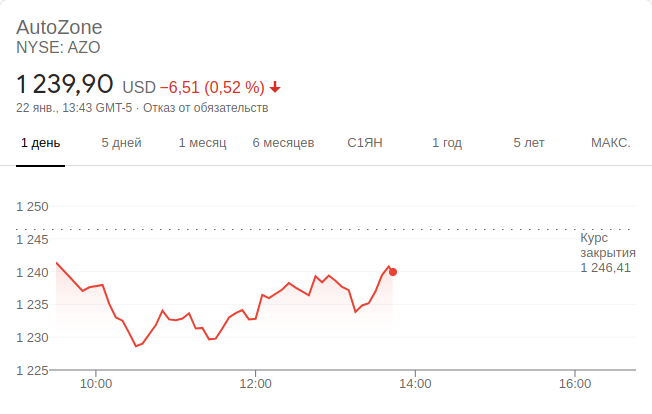 AutoZone
NYSE: AZO
1 239,90 USD −6,51 (0,52 %)
22 янв., 13:43 GMT-5 · Отказ от обязательств
1 день 5 дней 1 месяц 6 месяцев С1ЯН 1 год 5 лет МАКС.
1 250
1 245
1 240
1 235
1 230
1 225
Курс
закрытия
1 246,41
10:00 12:00 14:00 16:00